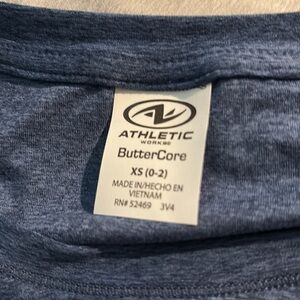 ATHLETIC
WORKS®
ButterCore
XS (0-2)
MADE IN/HECHO EN
VIETNAM
RN# 52469 3V4